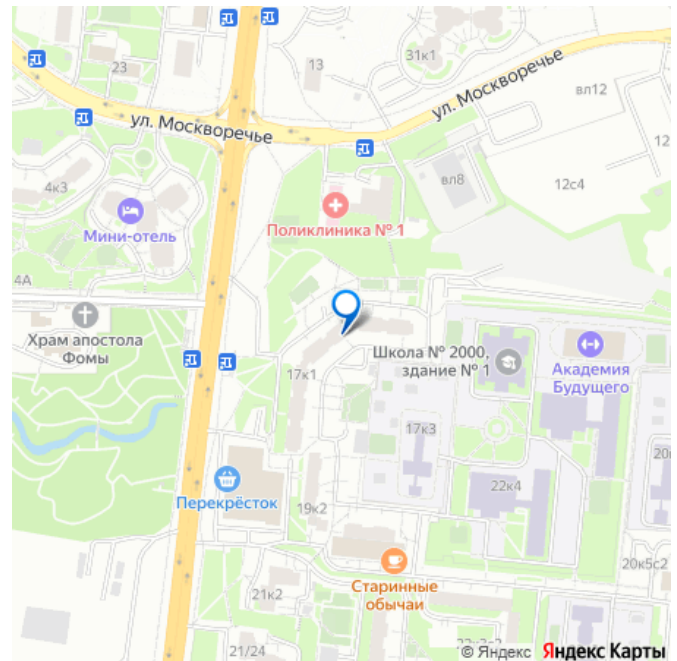 23
13
31к1
ул. Москворечье
ул. Москворечье
вл12
12
4к3
вл8
12с4
Мини-отель
Поликлиника № 1
4А
Храм апостола
Фомы
Школа № 2000,
здание № 1
Академия
Будущего
17к1
17к3
22к4
20
Перекрёсток
19к2
Старинные
обычаи
20к5с2
21к2
21/24
© Яндекс Яндекс Карты